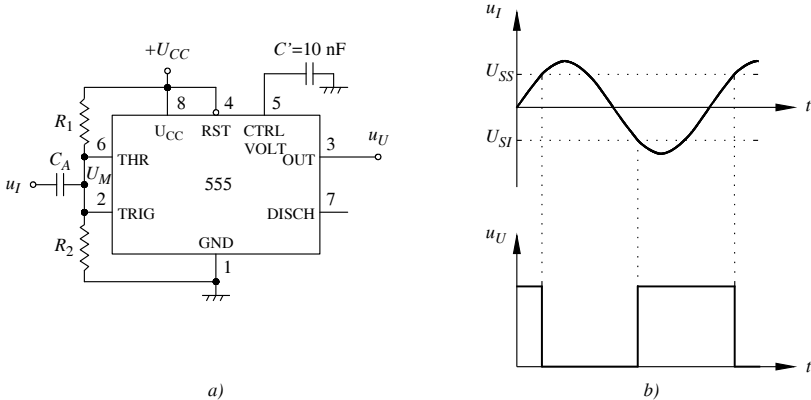 +U_CC
C'=10 nF
8
4
5
R_1
U_CC
RST
CTRL
VOLT
6
THR
OUT
3
u_U
C_A
U_M
u_I
555
2
TRIG
DISCH
7
R_2
GND
1
a)
u_I
U_SS
t
U_SI
u_U
t
b)